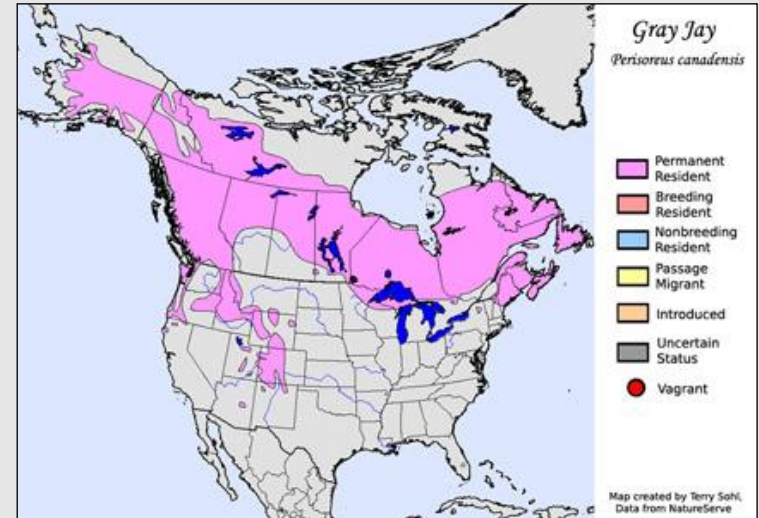 Gray Jay
Perisoreus canadensis
Permanent
Resident
Breeding
Resident
Nonbreeding
Resident
Passage
Migrant
Introduced
Uncertain
Status
Vagrant
Map created by Terry Sohl,
Data from NatureServe